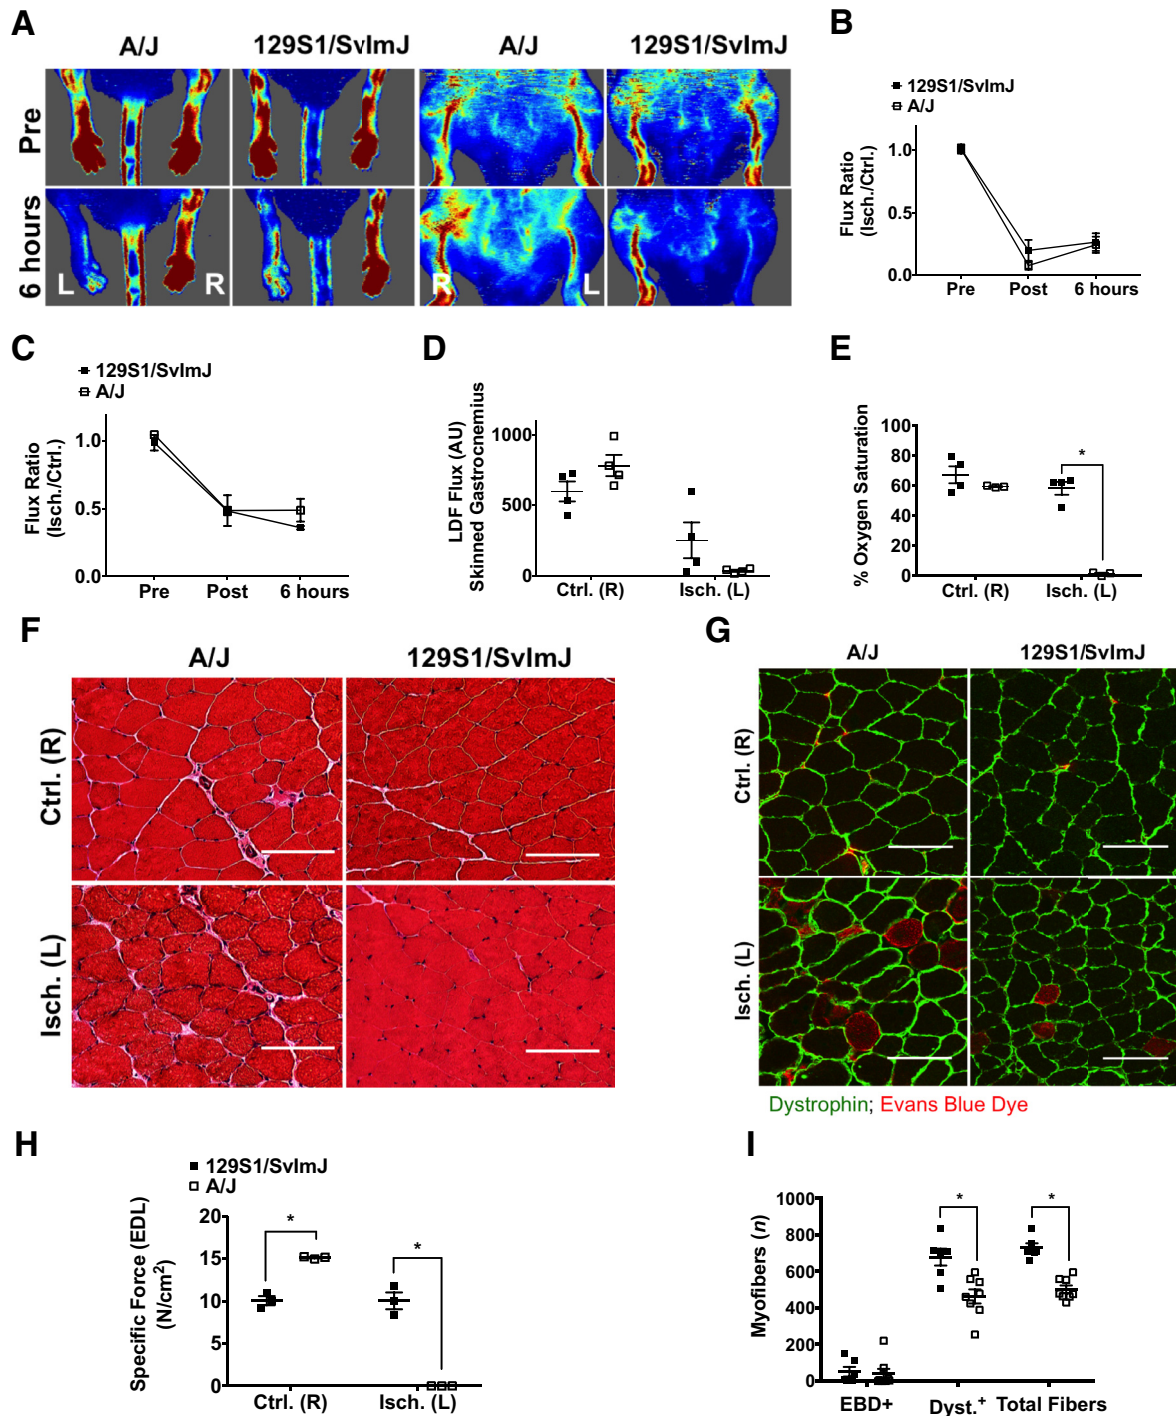 A
A/J 129S1/SvImJ A/J 129S1/SvImJ
Pre
6 hours
L R R L
B
129S1/SvImJ
A/J
Flux Ratio
(Isch./Ctrl.)
1.0
0.5
0.0
Pre Post 6 hours
C
129S1/SvImJ
A/J
Flux Ratio
(Isch./Ctrl.)
1.0
0.5
0.0
Pre Post 6 hours
D
LDF Flux (AU)
Skinned Gastrocnemius
1000
500
0
Ctrl. (R) Isch. (L)
E
% Oxygen Saturation
100
80
60
40
20
0
*
Ctrl. (R) Isch. (L)
F
A/J 129S1/SvImJ
Ctrl. (R)
Isch. (L)
G
A/J 129S1/SvImJ
Ctrl. (R)
Isch. (L)
Dystrophin; Evans Blue Dye
H
129S1/SvImJ
A/J
Specific Force (EDL)
(N/cm²)
20
15
10
5
0
* *
Ctrl. (R) Isch. (L)
I
Myofibers (n)
1000
800
600
400
200
0
* *
EBD+ Dyst.⁺ Total Fibers